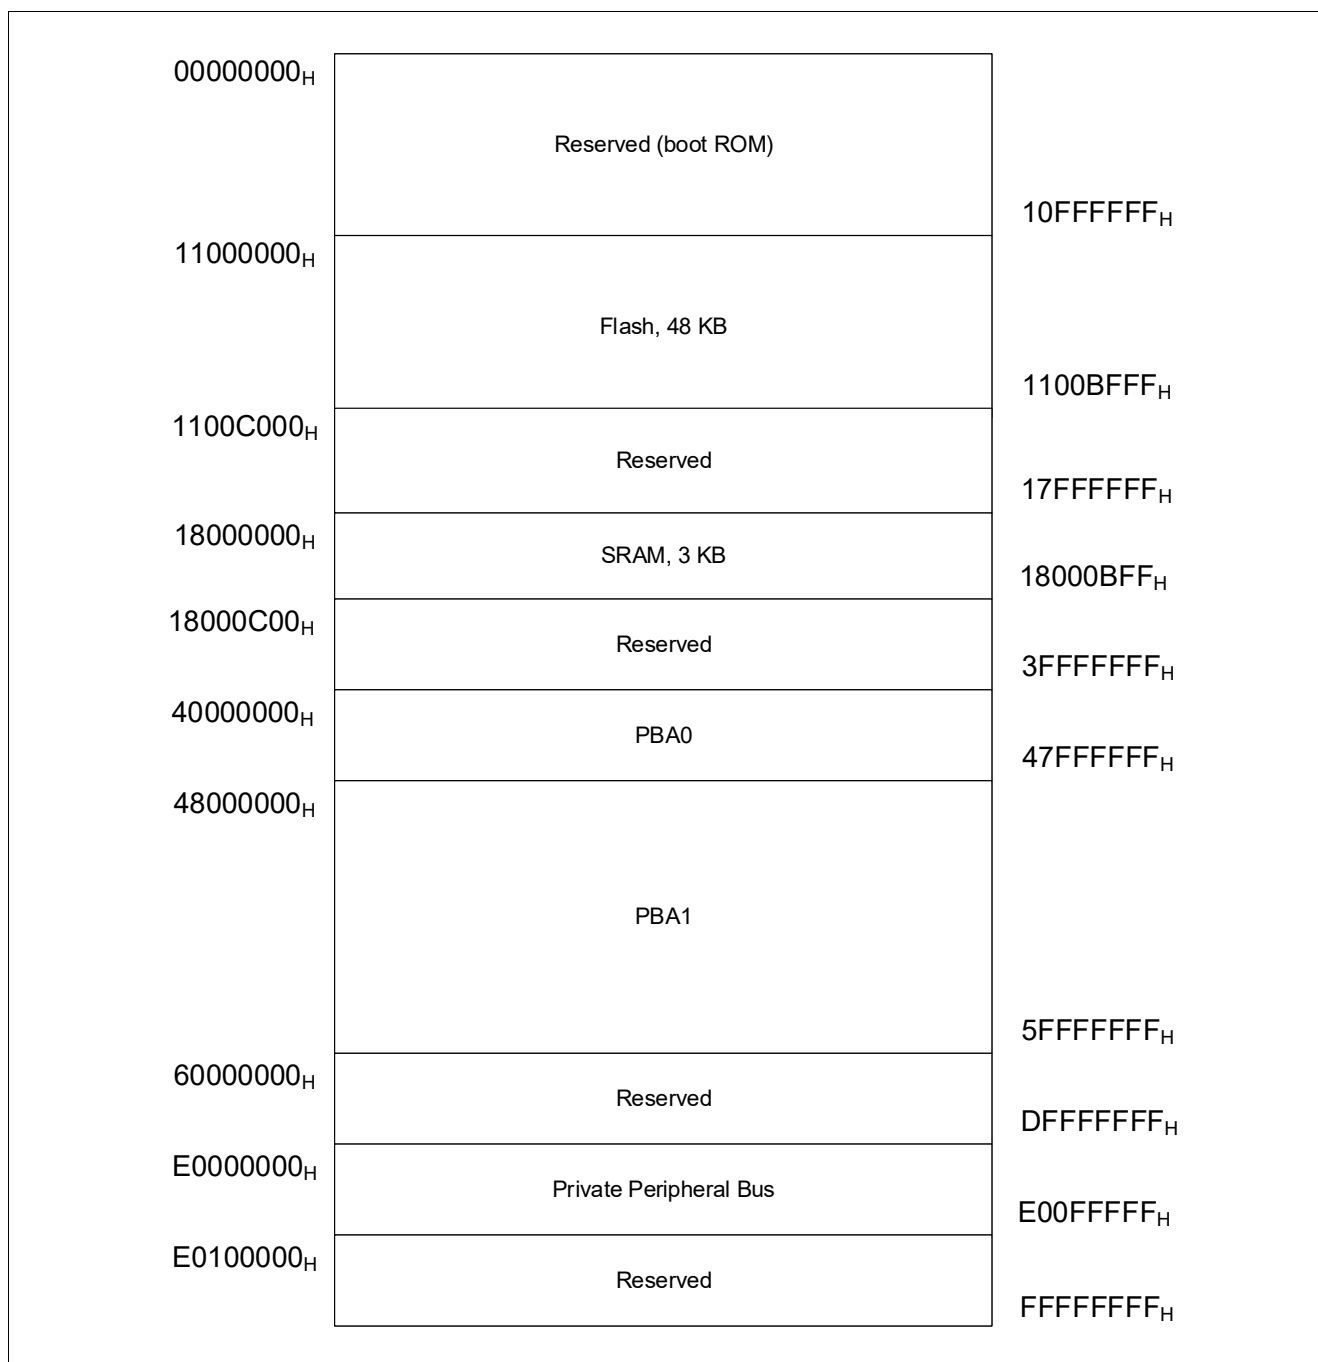 00000000H
Reserved (boot ROM)
10FFFFFFH
11000000H
Flash, 48 KB
1100BFFFH
1100C000H
Reserved
17FFFFFFH
18000000H
SRAM, 3 KB
18000BFFH
18000C00H
Reserved
3FFFFFFFH
40000000H
PBA0
47FFFFFFH
48000000H
PBA1
5FFFFFFFH
60000000H
Reserved
DFFFFFFFH
E0000000H
Private Peripheral Bus
E00FFFFFH
E0100000H
Reserved
FFFFFFFFH